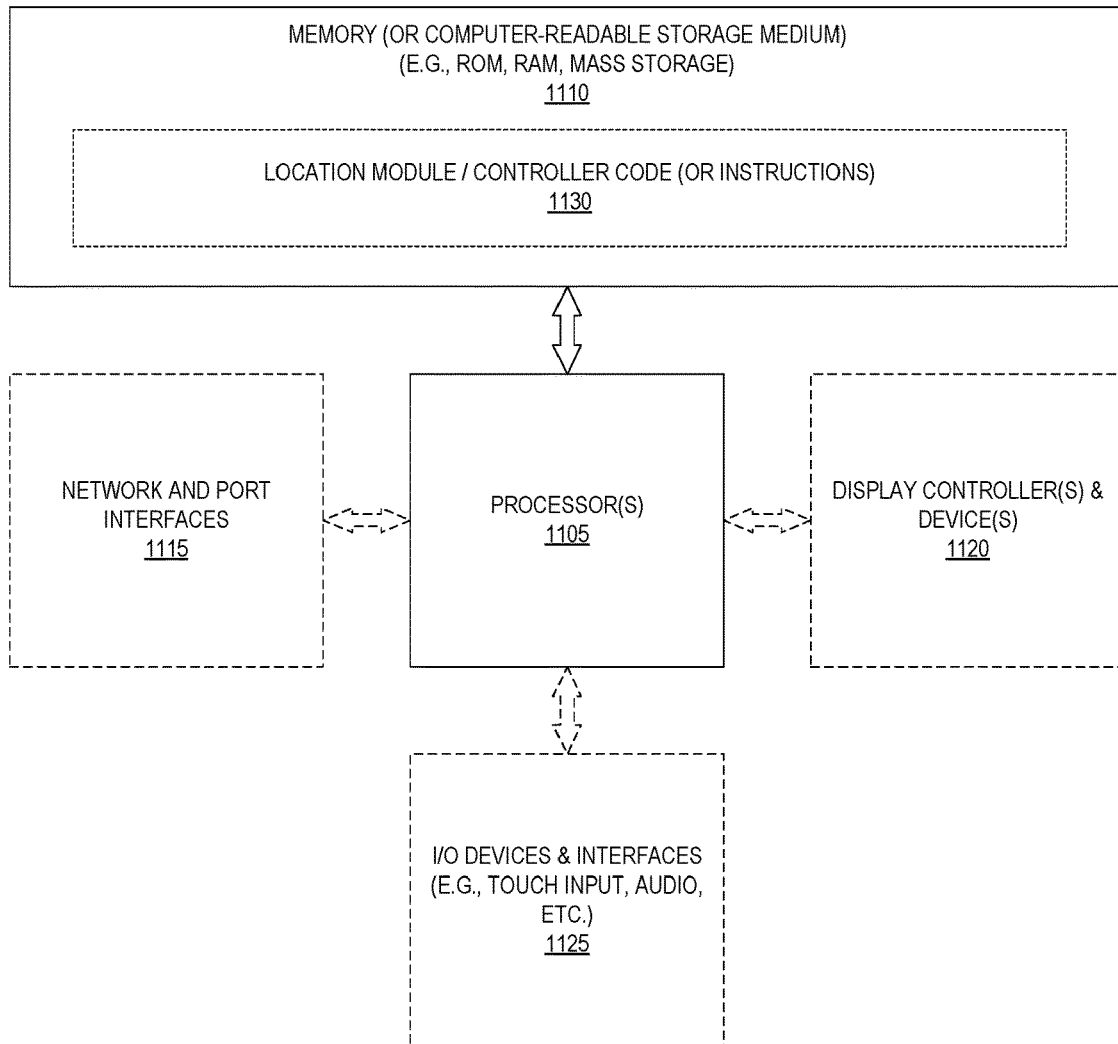 MEMORY (OR COMPUTER-READABLE STORAGE MEDIUM)
(E.G., ROM, RAM, MASS STORAGE)
1110
LOCATION MODULE / CONTROLLER CODE (OR INSTRUCTIONS)
1130
NETWORK AND PORT
INTERFACES
1115
PROCESSOR(S)
1105
DISPLAY CONTROLLER(S) &
DEVICE(S)
1120
I/O DEVICES & INTERFACES
(E.G., TOUCH INPUT, AUDIO,
ETC.)
1125